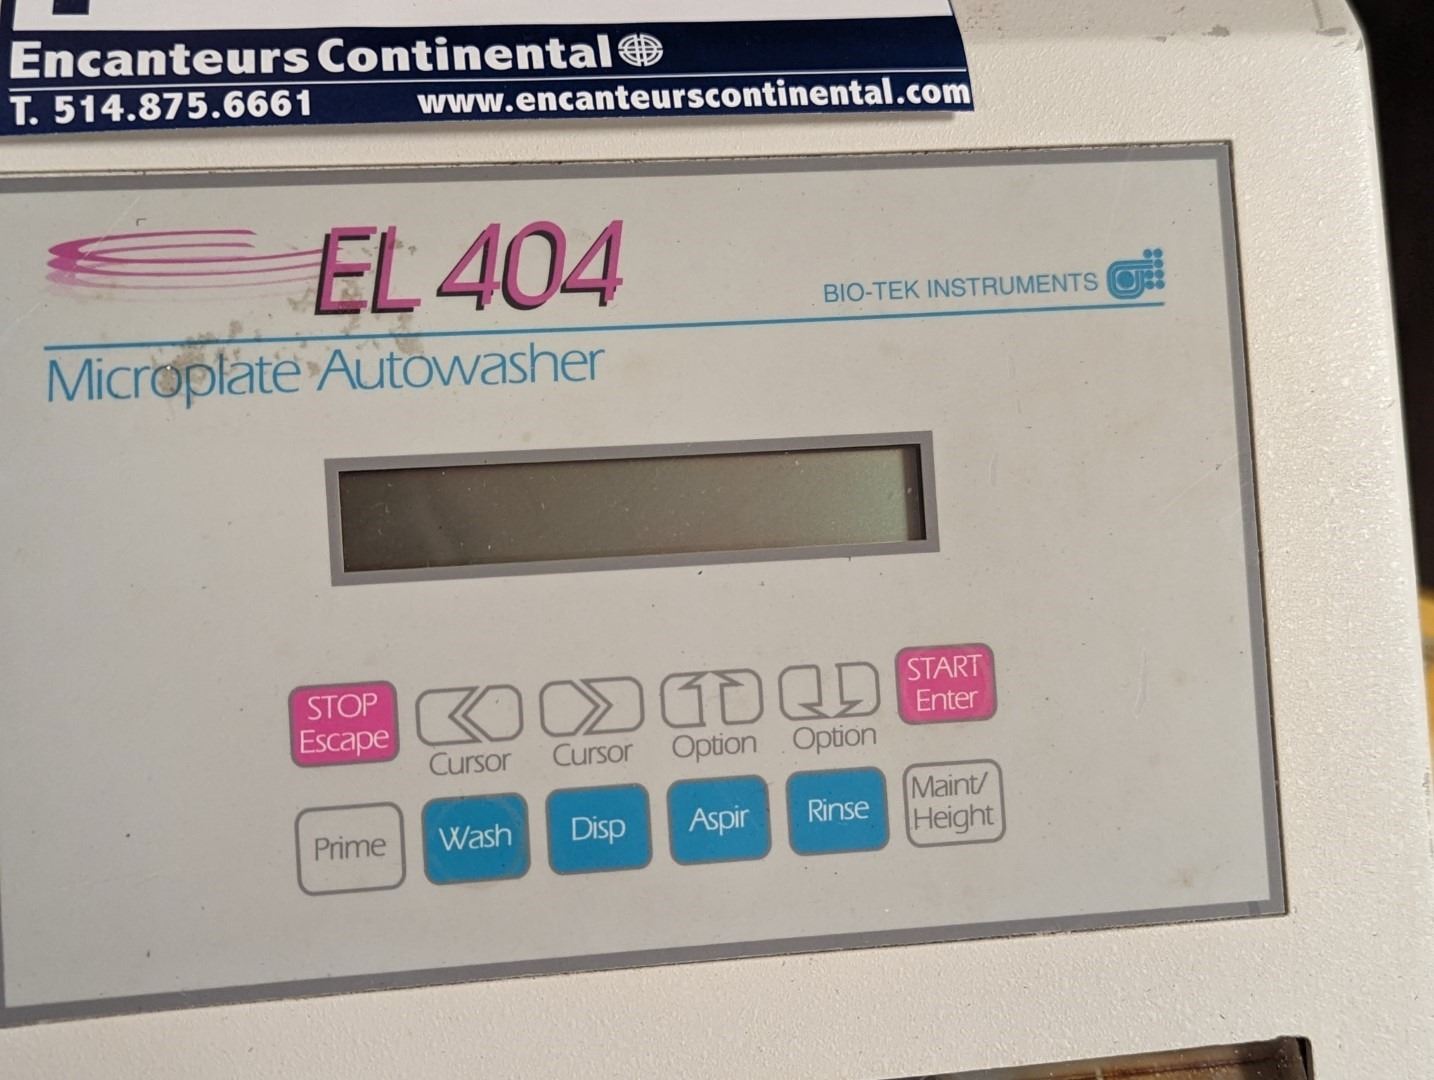 Encanteurs Continental
T. 514.875.6661 www.encanteurscontinental.com
EL 404
BIO-TEK INSTRUMENTS
Microplate Autowasher
STOP
Escape
Cursor
Cursor
Option
Option
START
Enter
Prime
Wash
Disp
Aspir
Rinse
Maint/
Height